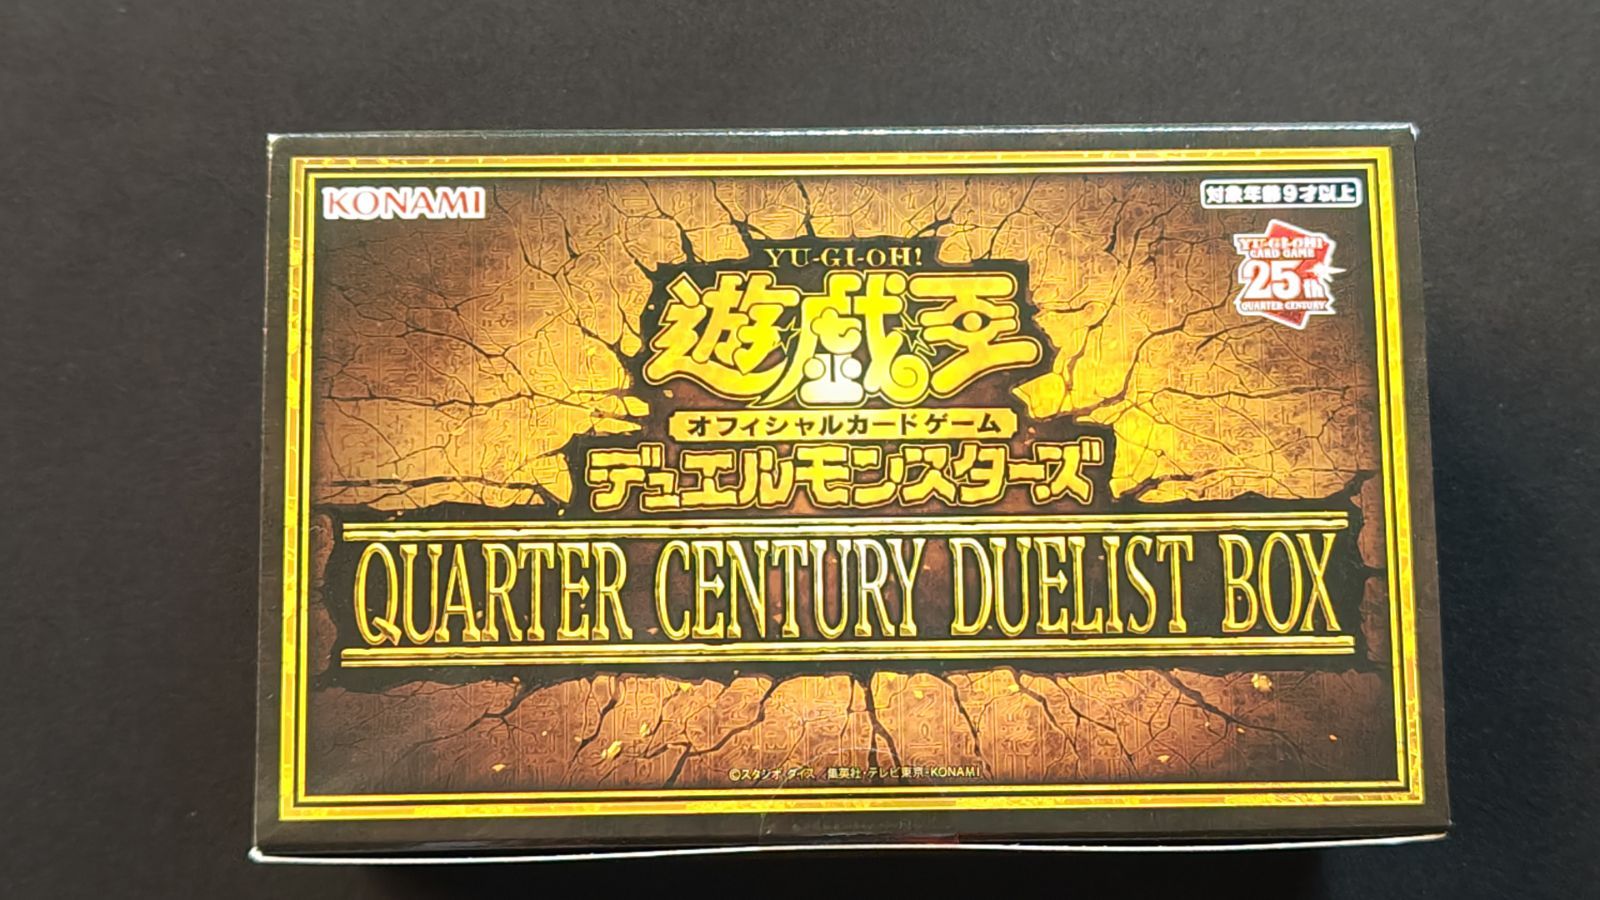 KONAMI
対象年齢9才以上
YU-GI-OH!
CARD GAME
25th
QUARTER CENTURY
YU-GI-OH!
遊戯王
オフィシャルカードゲーム
デュエルモンスターズ
QUARTER CENTURY DUELIST BOX
©スタジオ・ダイス／集英社・テレビ東京・KONAMI